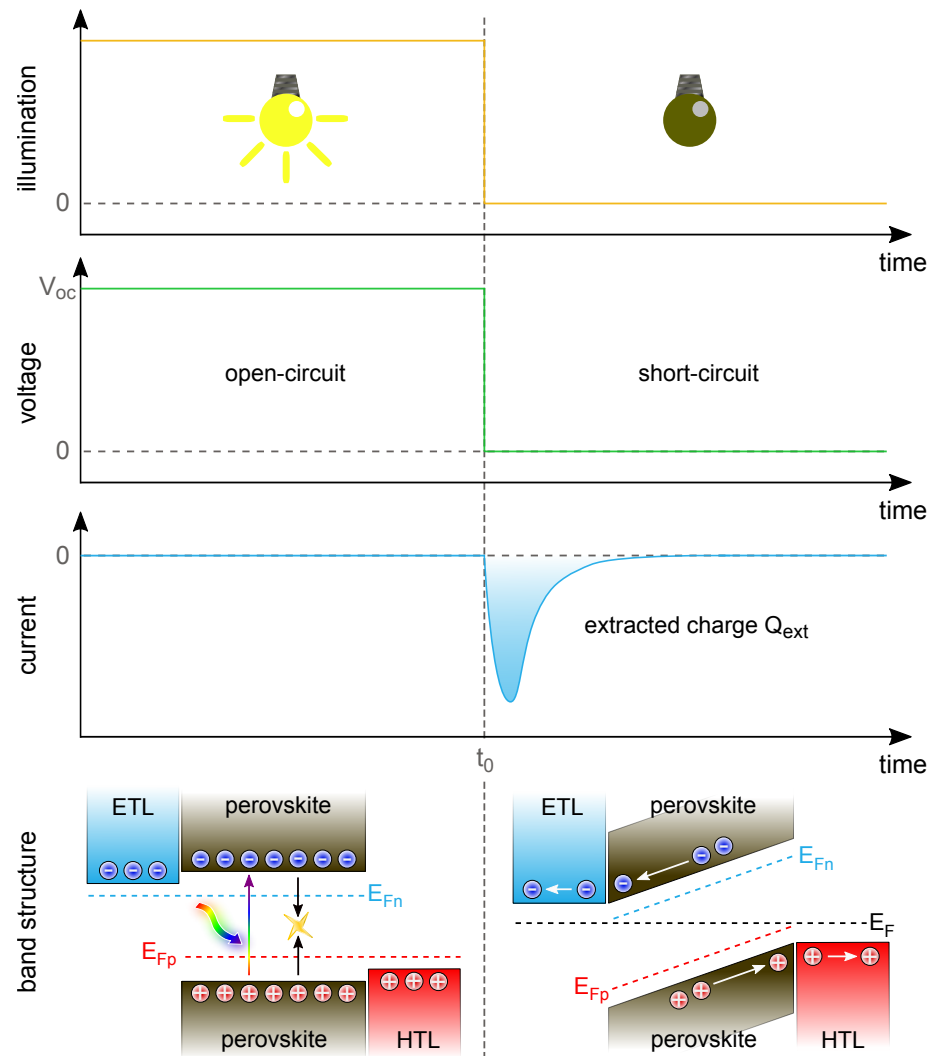 illumination
0
time
V_oc
voltage
open-circuit
short-circuit
0
time
0
current
extracted charge Q_ext
t_0
time
band structure
ETL
perovskite
E_Fn
E_Fp
perovskite
HTL
ETL
perovskite
E_Fn
E_F
E_Fp
perovskite
HTL